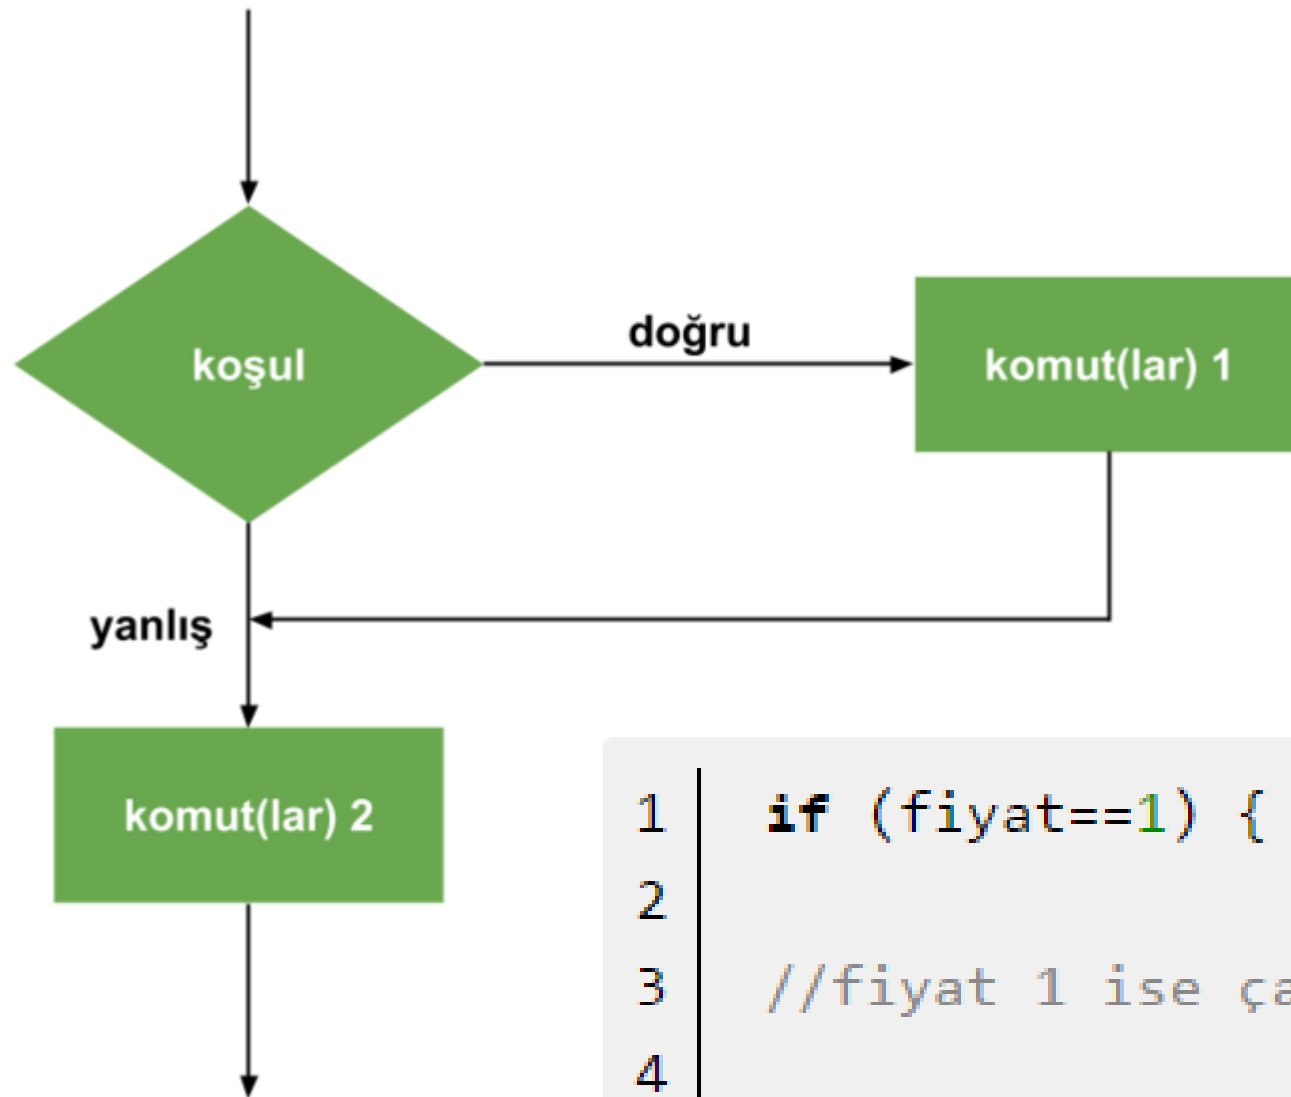 doğru
koşul
komut(lar) 1
yanlış
komut(lar) 2
1 if (fiyat==1) {
2
3 //fiyat 1 ise
4